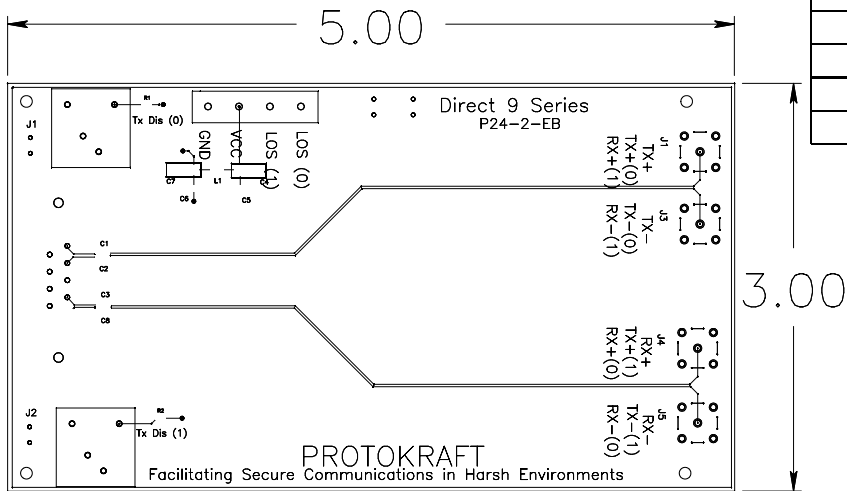 5.00
Direct 9 Series
P24-2-EB
J1
R1
Tx Dis (0)
GND
VCC
LOS (1)
LOS (0)
C7
L1
C4
C6
C5
J1
TX+
TX+(0)
RX+(1)
J3
TX-
TX-(0)
RX-(1)
C1
C2
C3
C8
3.00
J4
RX+
TX+(1)
RX+(0)
J5
RX-
TX-(1)
RX-(0)
J2
R2
Tx Dis (1)
PROTOKRAFT
Facilitating Secure Communications in Harsh Environments